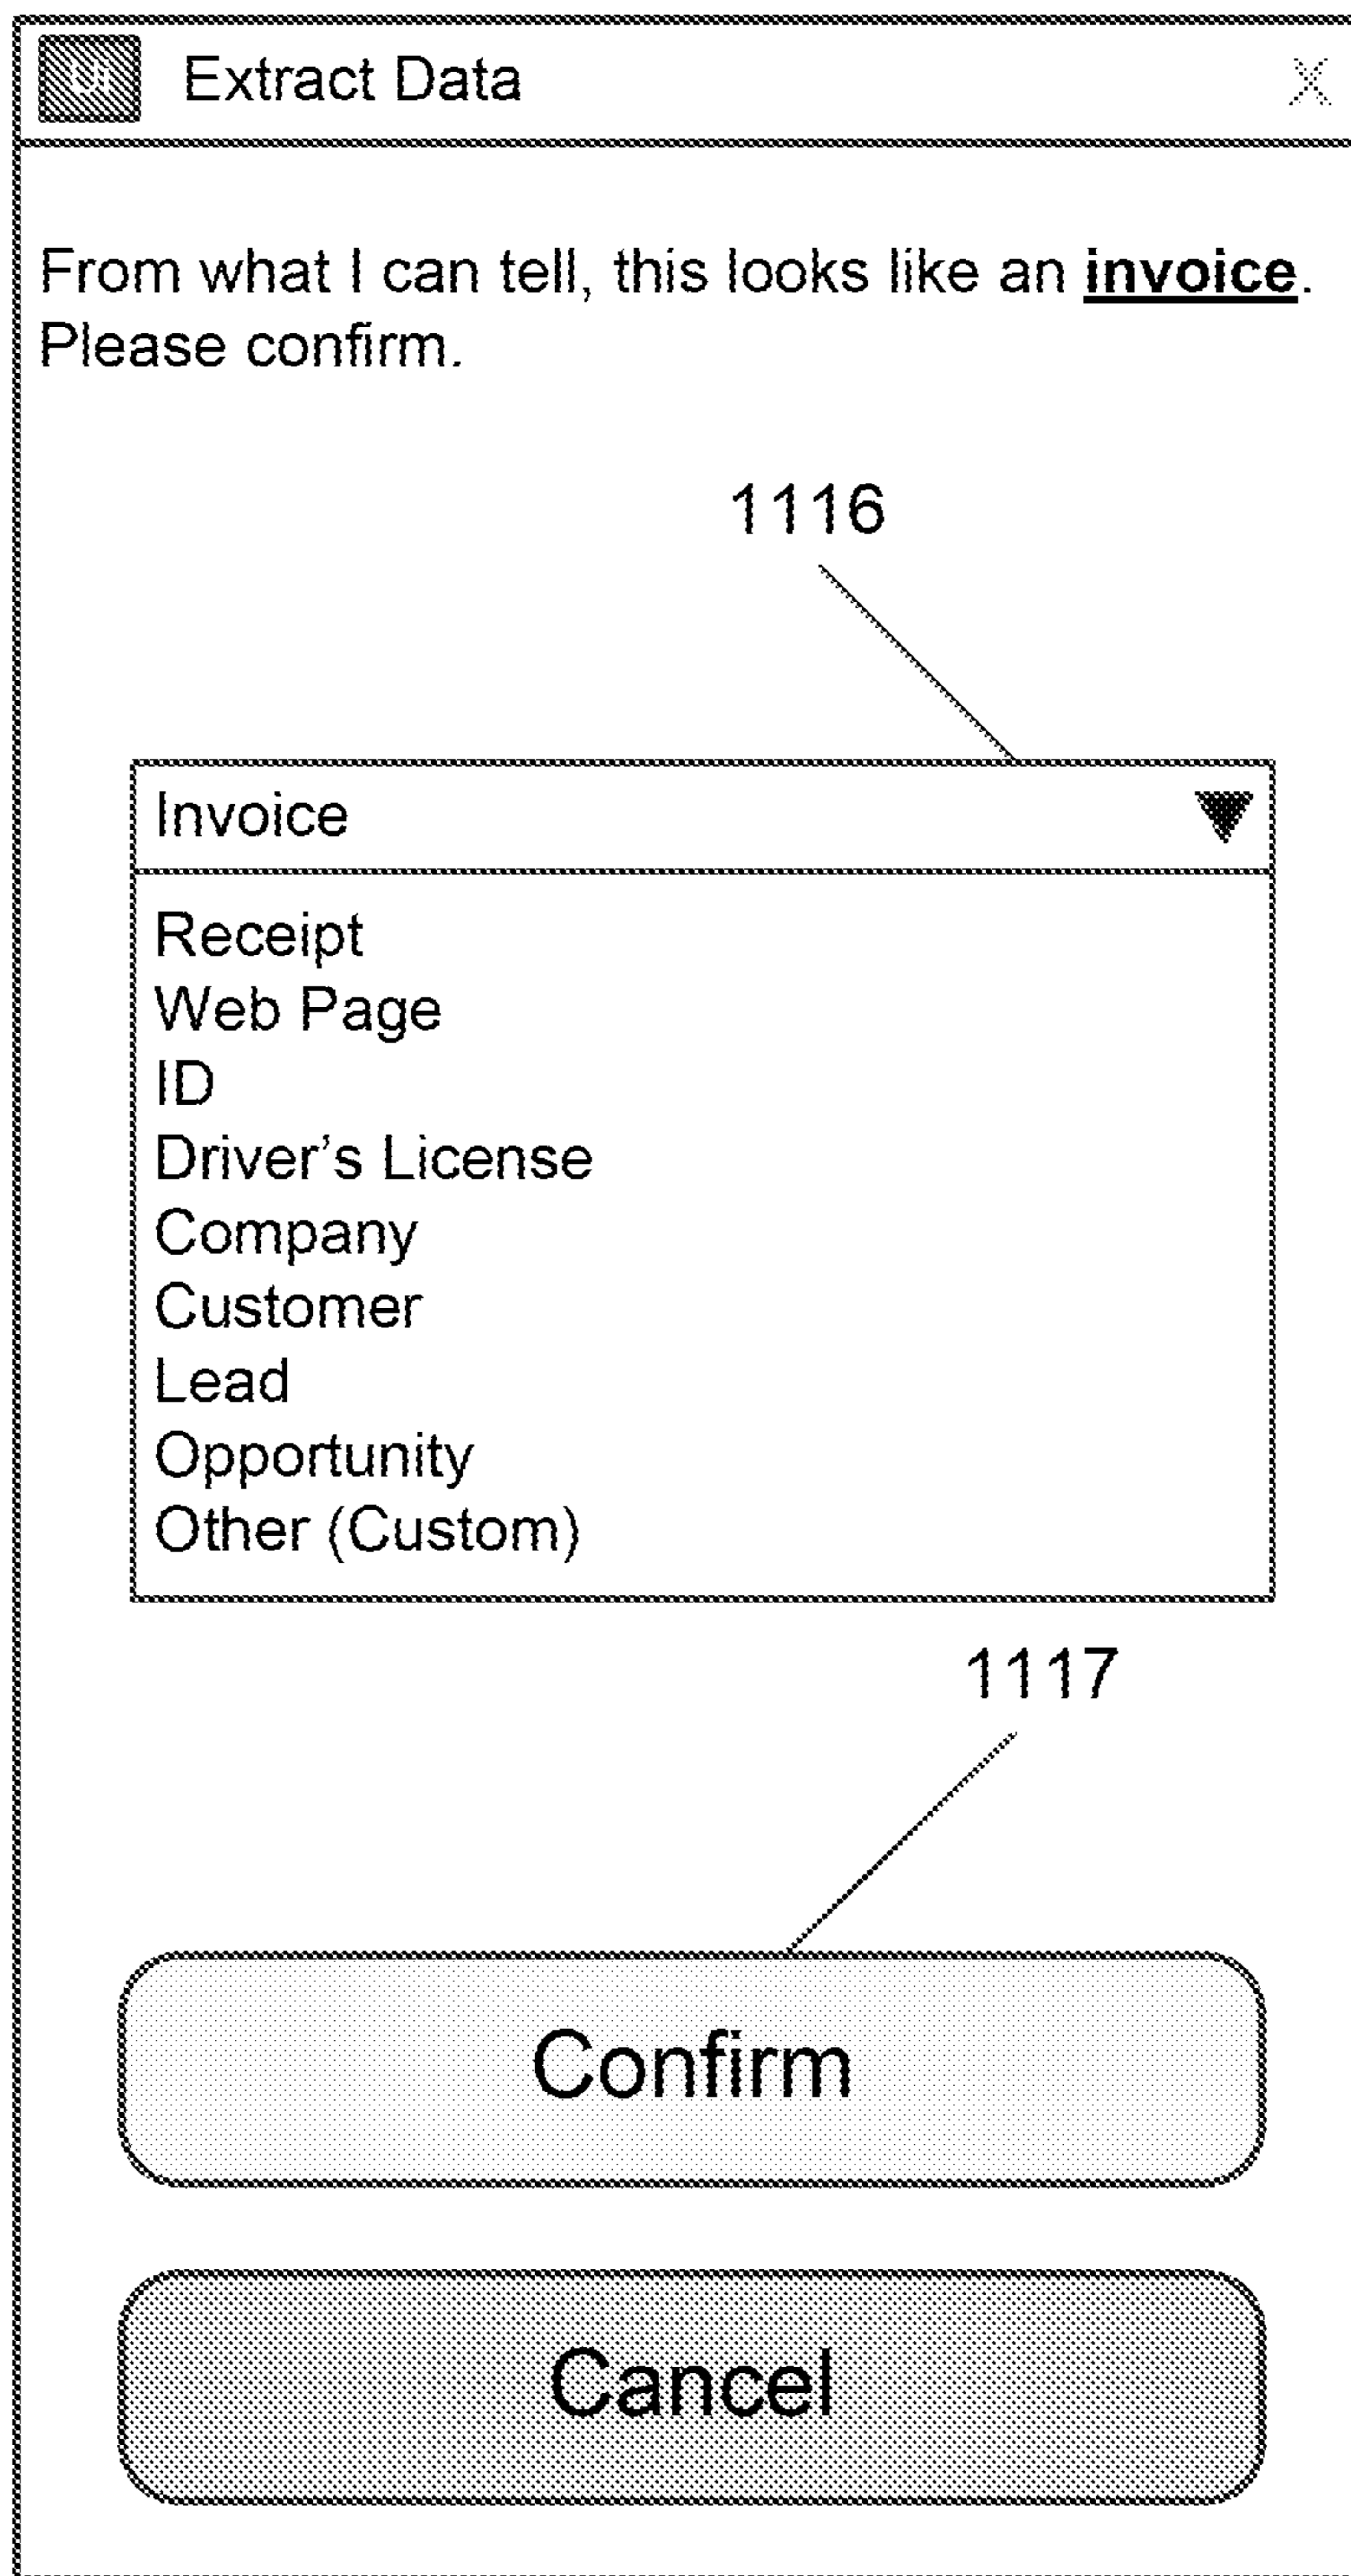 Ui Extract Data X
From what I can tell, this looks like an invoice.
Please confirm.
1116
Invoice
Receipt
Web Page
ID
Driver's License
Company
Customer
Lead
Opportunity
Other (Custom)
1117
Confirm
Cancel